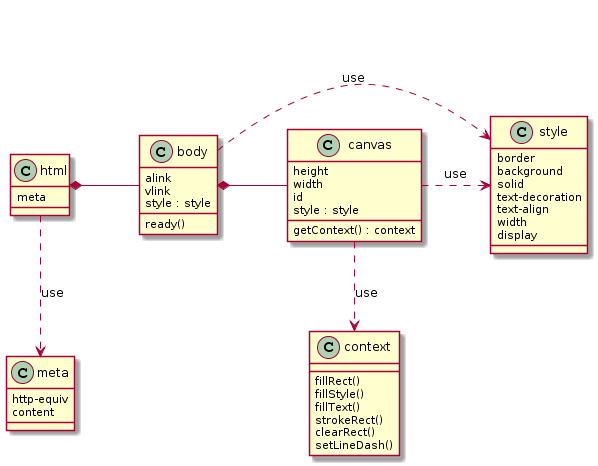 use
C style
border
background
solid
text-decoration
text-align
width
display
C canvas
height
width
id
style : style
getContext() : context
use
C body
alink
vlink
style : style
ready()
C html
meta
use
use
C context
fillRect()
fillStyle()
fillText()
strokeRect()
clearRect()
setLineDash()
C meta
http-equiv
content